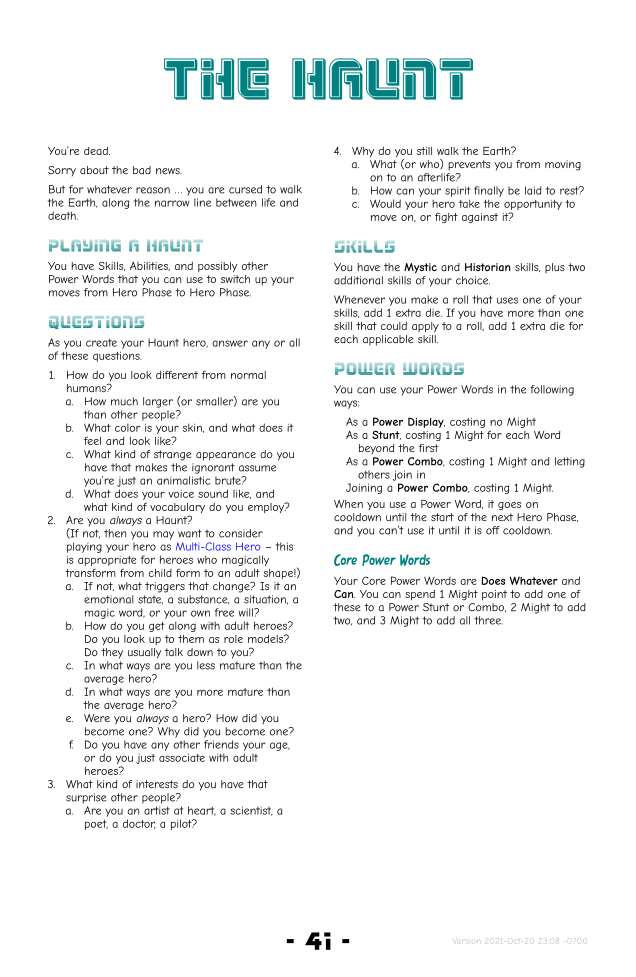 THE HAUNT
You're dead.
Sorry about the bad news.
But for whatever reason … you are cursed to walk
the Earth, along the narrow line between life and
death.
PLAYING A HAUNT
You have Skills, Abilities, and possibly other
Power Words that you can use to switch up your
moves from Hero Phase to Hero Phase.
QUESTIONS
As you create your Haunt hero, answer any or all
of these questions.
1. How do you look different from normal
humans?
a. How much larger (or smaller) are you
than other people?
b. What color is your skin, and what does it
feel and look like?
c. What kind of strange appearance do you
have that makes the ignorant assume
you're just an animalistic brute?
d. What does your voice sound like, and
what kind of vocabulary do you employ?
2. Are you always a Haunt?
(If not, then you may want to consider
playing your hero as Multi-Class Hero – this
is appropriate for heroes who magically
transform from child form to an adult shape!)
a. If not, what triggers that change? Is it an
emotional state, a substance, a situation, a
magic word, or your own free will?
b. How do you get along with adult heroes?
Do you look up to them as role models?
Do they usually talk down to you?
c. In what ways are you less mature than the
average hero?
d. In what ways are you more mature than
the average hero?
e. Were you always a hero? How did you
become one? Why did you become one?
f. Do you have any other friends your age,
or do you just associate with adult
heroes?
3. What kind of interests do you have that
surprise other people?
a. Are you an artist at heart, a scientist, a
poet, a doctor, a pilot?
4. Why do you still walk the Earth?
a. What (or who) prevents you from moving
on to an afterlife?
b. How can your spirit finally be laid to rest?
c. Would your hero take the opportunity to
move on, or fight against it?
SKILLS
You have the Mystic and Historian skills, plus two
additional skills of your choice.
Whenever you make a roll that uses one of your
skills, add 1 extra die. If you have more than one
skill that could apply to a roll, add 1 extra die for
each applicable skill.
POWER WORDS
You can use your Power Words in the following
ways:
As a Power Display, costing no Might
As a Stunt, costing 1 Might for each Word
beyond the first
As a Power Combo, costing 1 Might and letting
others join in
Joining a Power Combo, costing 1 Might.
When you use a Power Word, it goes on
cooldown until the start of the next Hero Phase,
and you can't use it until it is off cooldown.
Core Power Words
Your Core Power Words are Does Whatever and
Can. You can spend 1 Might point to add one of
these to a Power Stunt or Combo, 2 Might to add
two, and 3 Might to add all three.
- 41 -
Version 2021-Oct-20 23:08 -0700